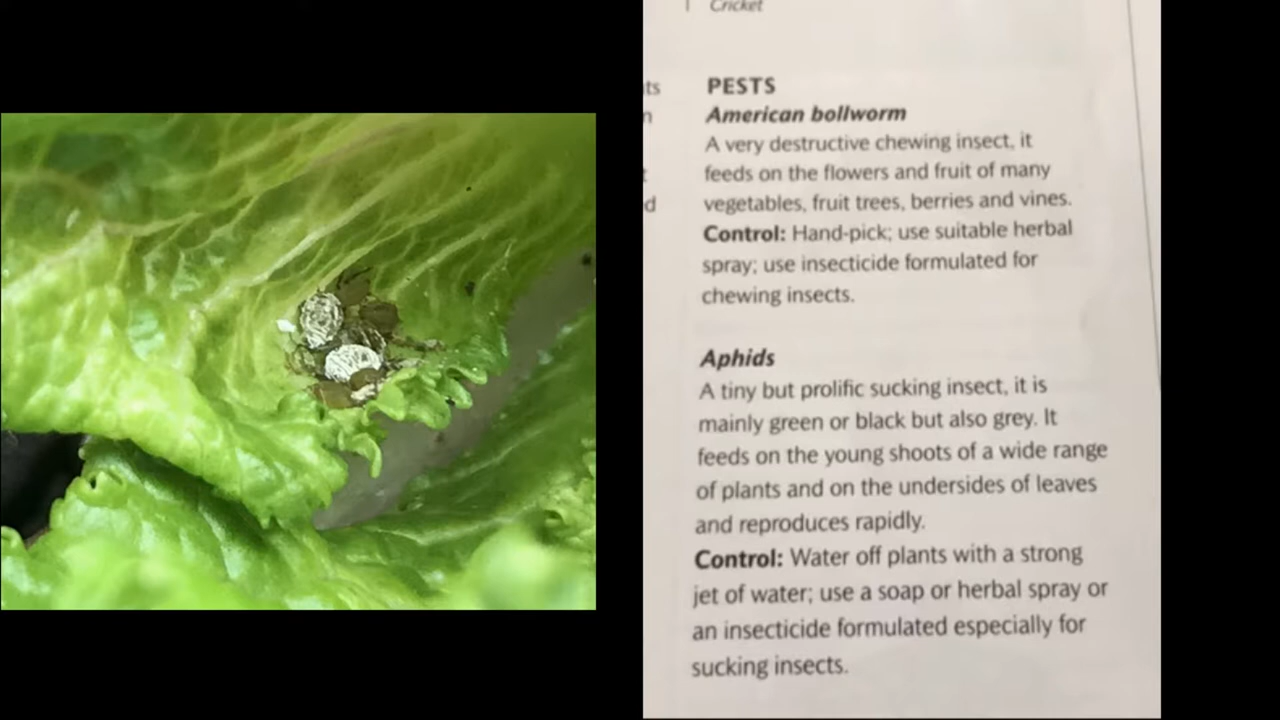 Cricket
ts
n
PESTS
American bollworm
A very destructive chewing insect, it
feeds on the flowers and fruit of many
vegetables, fruit trees, berries and vines.
Control: Hand-pick; use suitable herbal
spray; use insecticide formulated for
chewing insects.
t
d
Aphids
A tiny but prolific sucking insect, it is
mainly green or black but also grey. It
feeds on the young shoots of a wide range
of plants and on the undersides of leaves
and reproduces rapidly.
Control: Water off plants with a strong
jet of water; use a soap or herbal spray or
an insecticide formulated especially for
sucking insects.